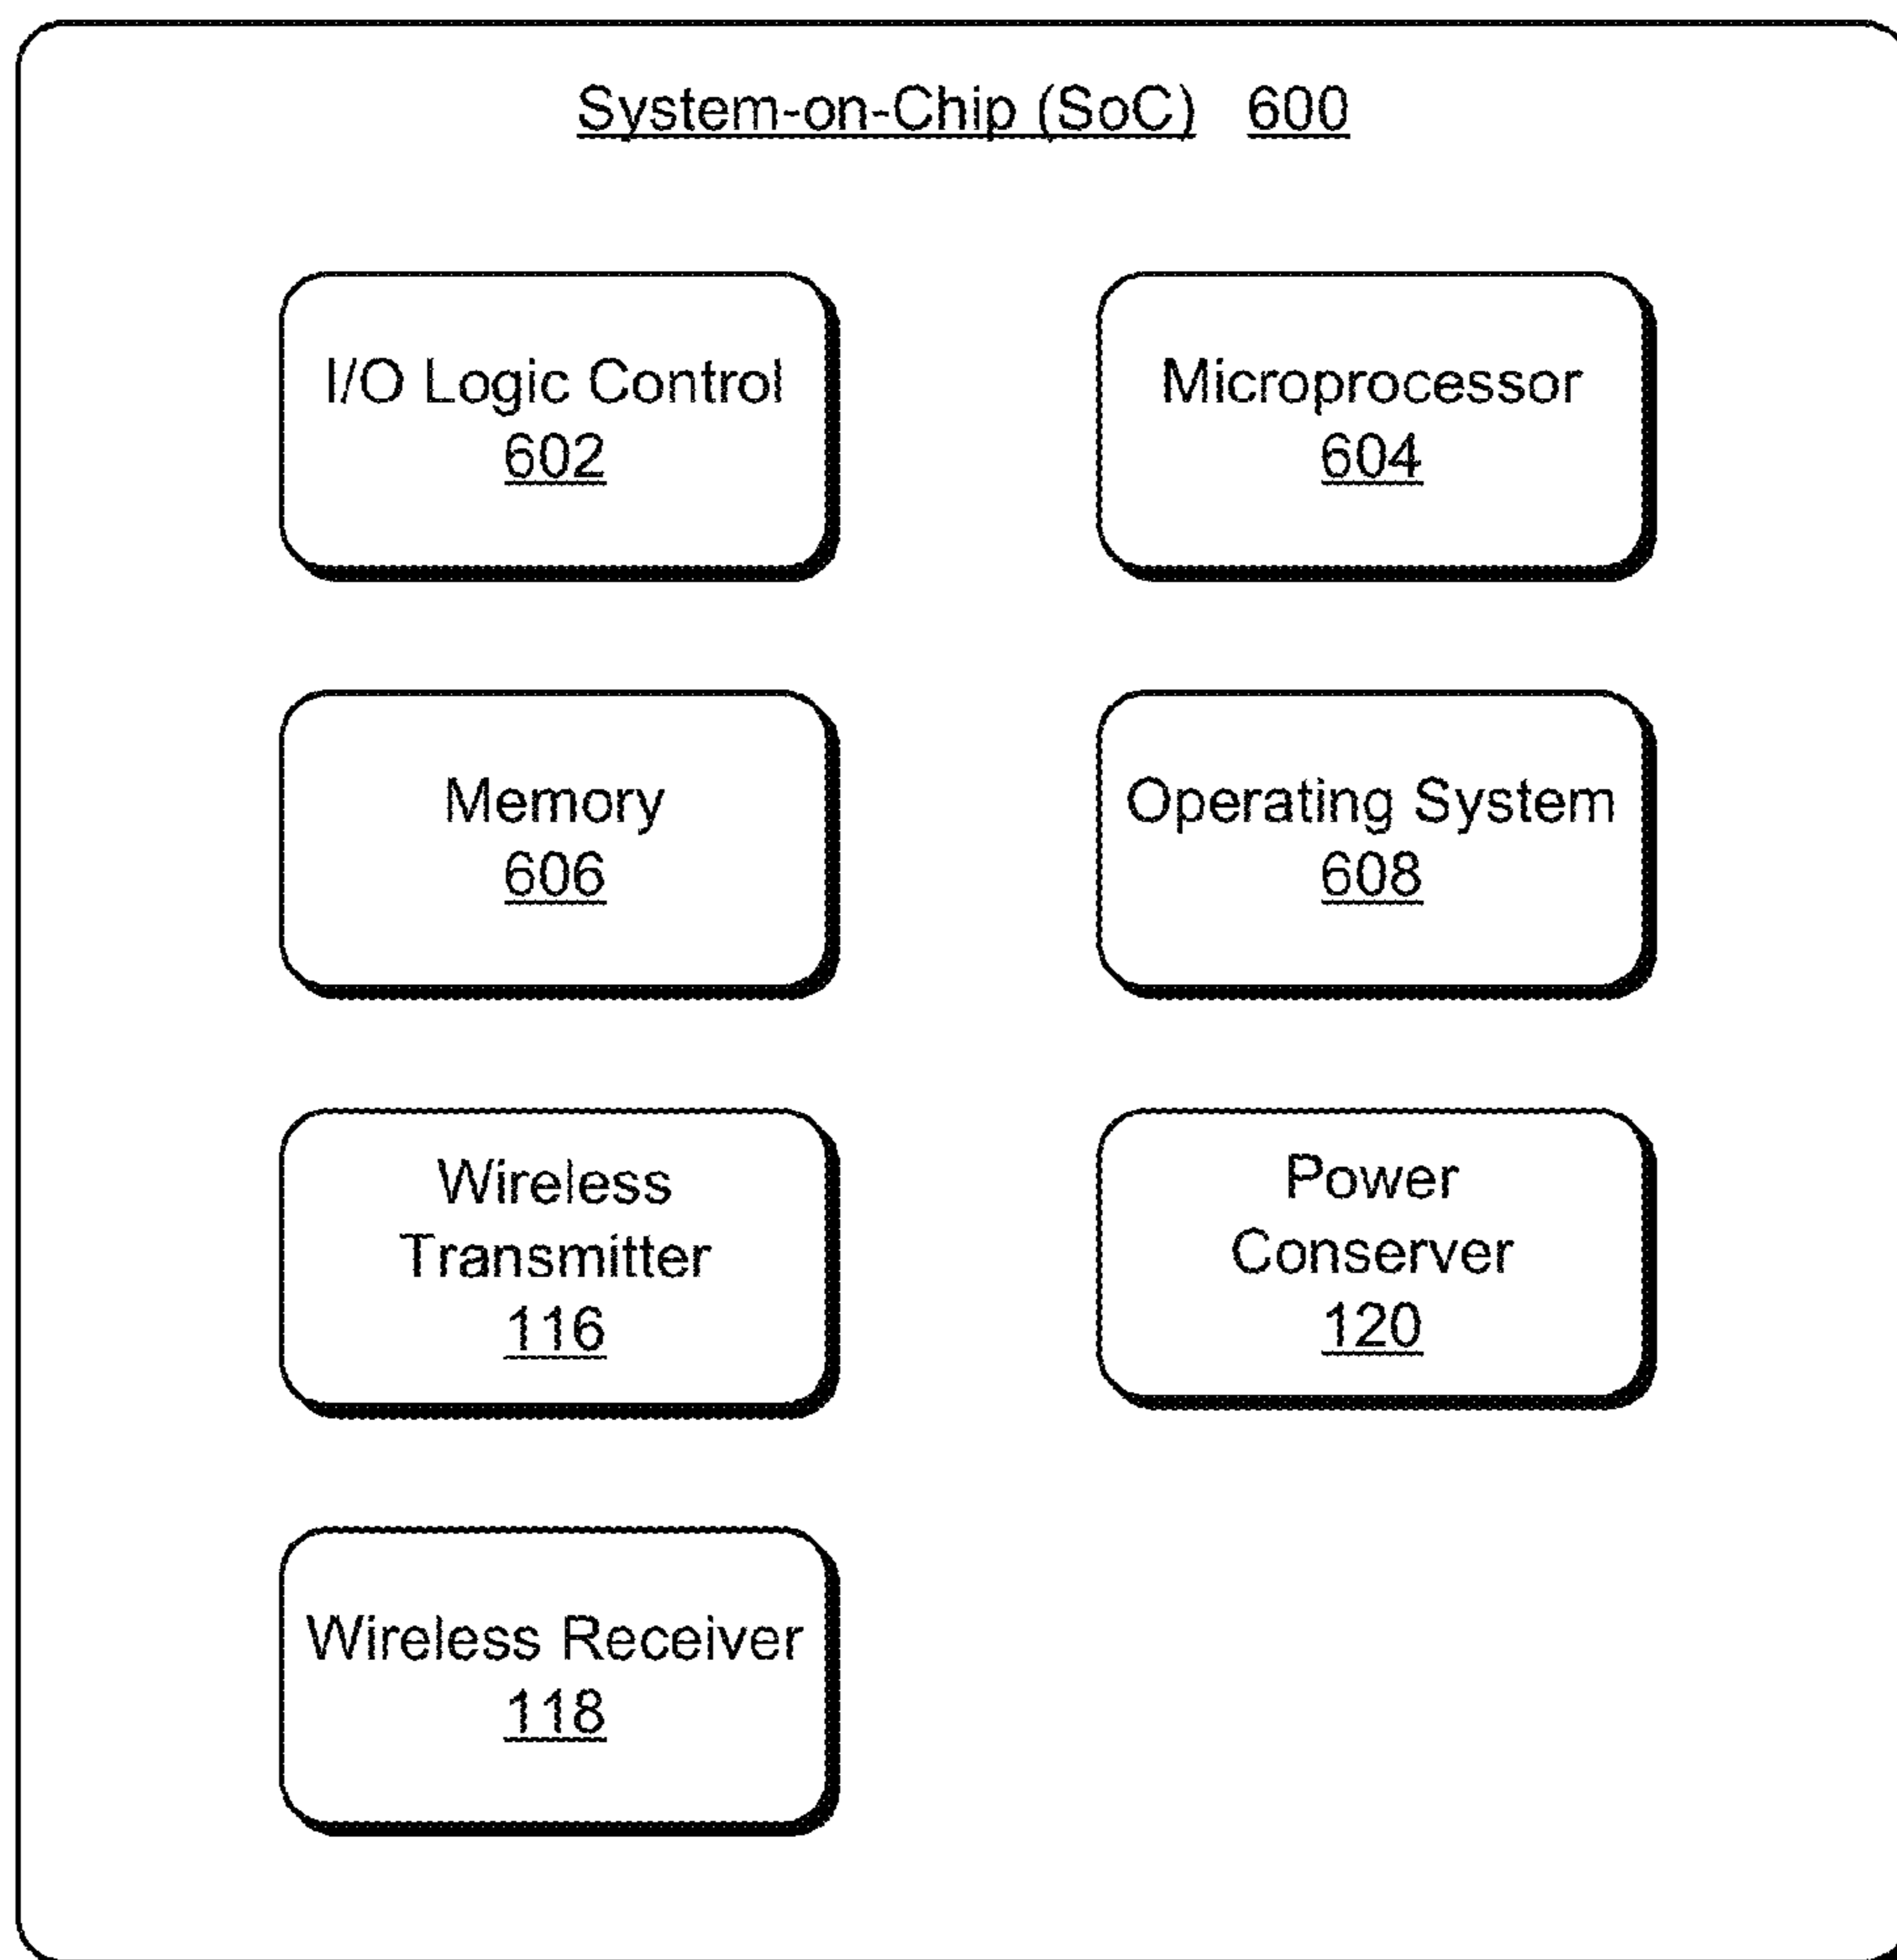 System-on-Chip (SoC) 600
I/O Logic Control
602
Microprocessor
604
Memory
606
Operating System
608
Wireless
Transmitter
116
Power
Conserver
120
Wireless Receiver
118